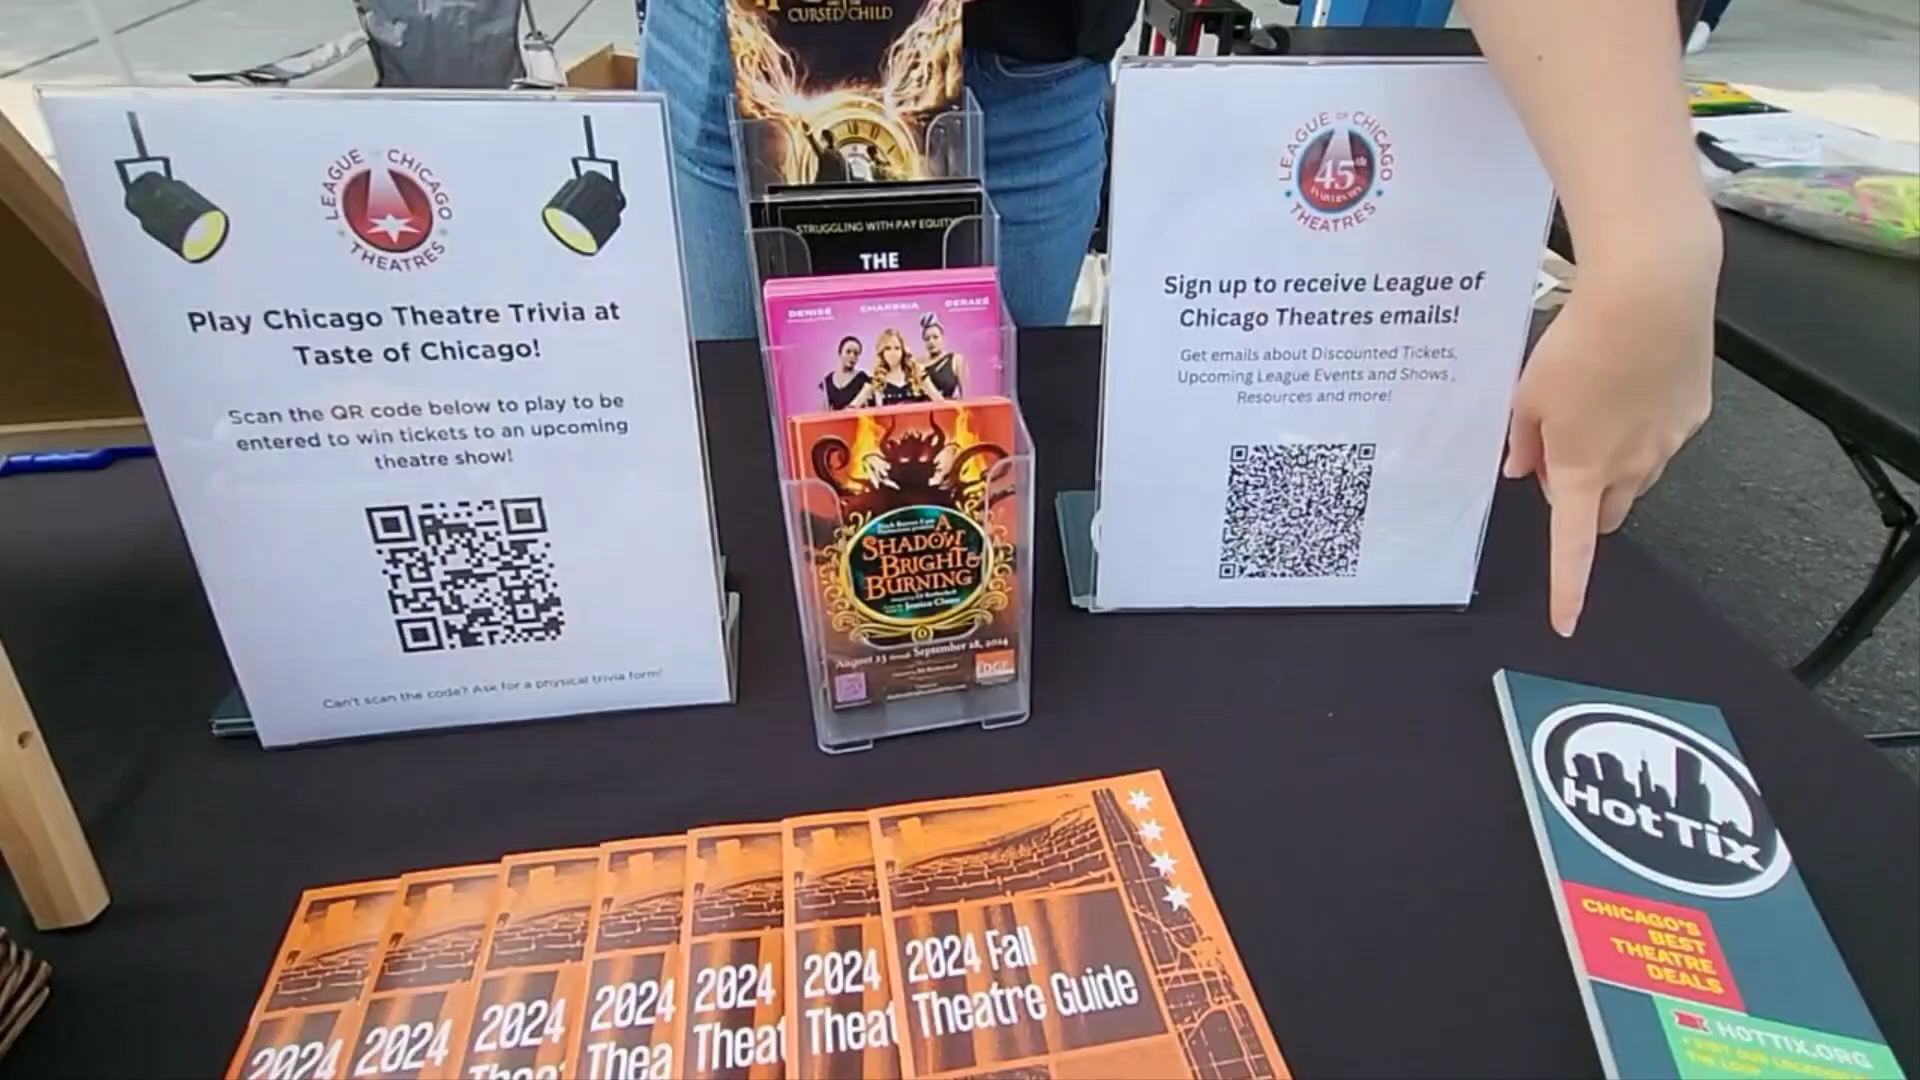 CURSED CHILD
STRUGGLING WITH PAY EQUITY
THE
DENISE
CHARRRIA
LEAGUE OF CHICAGO
THEATRES
Play Chicago Theatre Trivia at
Taste of Chicago!
Scan the QR code below to play to be
entered to win tickets to an upcoming
theatre show!
Can't scan the code? Ask for a physical trivia form!
A
SHADOW
BRIGHT &
BURNING
Jessica Cluess
August 23 through September 28, 2024
EDGE
LEAGUE OF CHICAGO
45th
ANNIVERSARY
THEATRES
Sign up to receive League of
Chicago Theatres emails!
Get emails about Discounted Tickets,
Upcoming League Events and Shows,
Resources and more!
2024
2024
2024
2024
Thea
2024
Theat
2024
Theat
2024 Fall
Theatre Guide
HotTix
CHICAGO'S
BEST
THEATRE
DEALS
HOTTIX.ORG